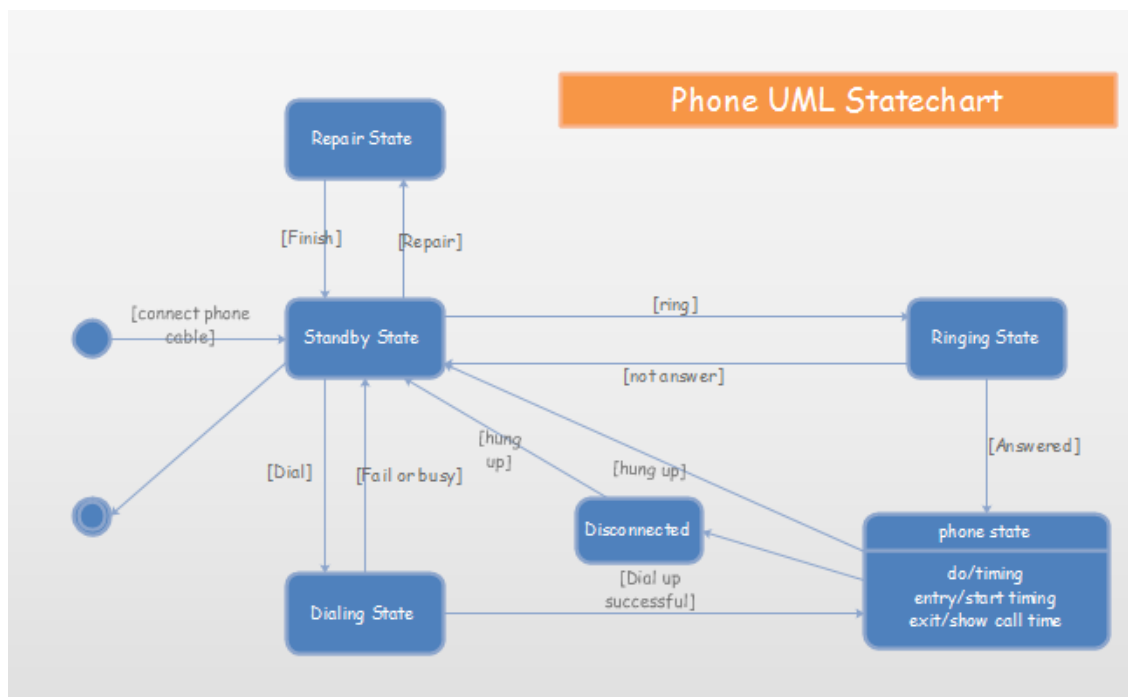 Phone UML Statechart
Repair State
[Finish]
[Repair]
[connect phone
cable]
Standby State
[ring]
Ringing State
[not answer]
[Dial]
[Fail or busy]
[hung
up]
[hung up]
[Answered]
Disconnected
phone state
do/timing
entry/start timing
exit/show call time
[Dial up
successful]
Dialing State